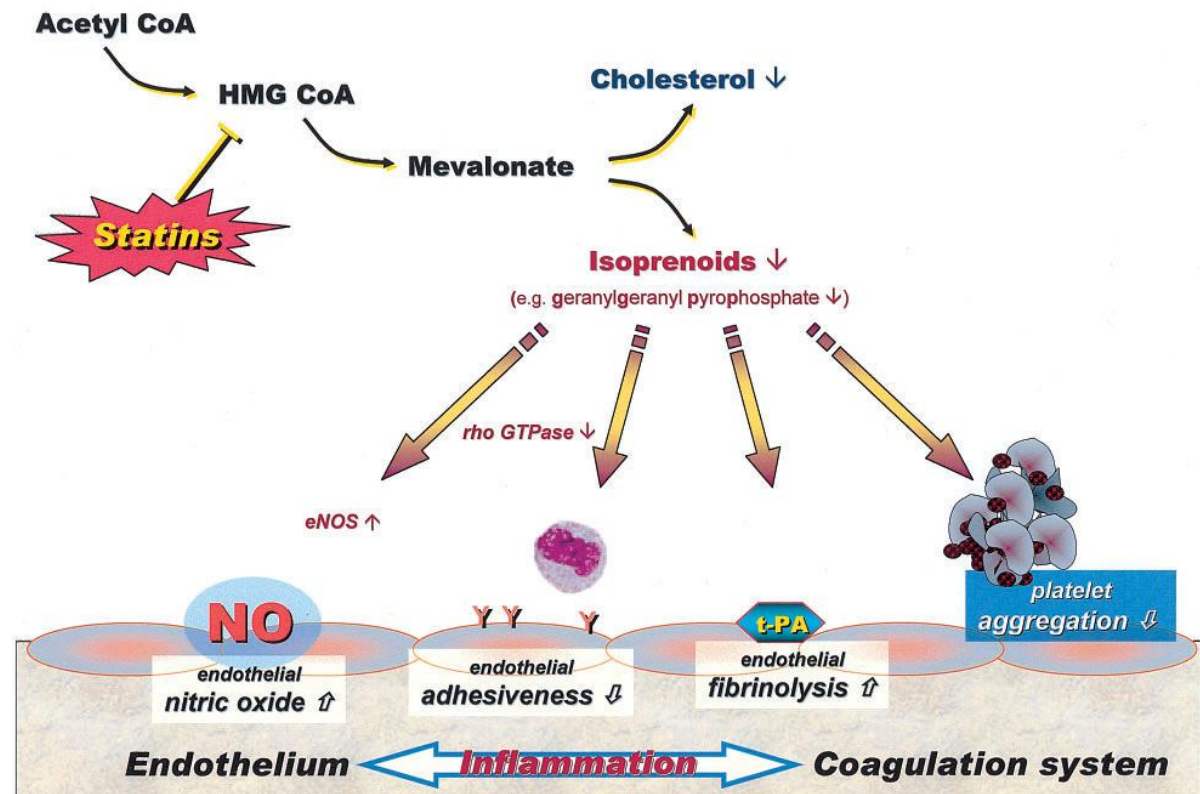 Acetyl CoA
HMG CoA
Cholesterol ↓
Mevalonate
Statins
Isoprenoids ↓
(e.g. geranylgeranyl pyrophosphate ↓)
rho GTPase ↓
eNOS ↑
NO
endothelial
nitric oxide ⇧
endothelial
adhesiveness ⇩
t-PA
endothelial
fibrinolysis ⇧
platelet
aggregation ⇩
Endothelium
Inflammation
Coagulation system